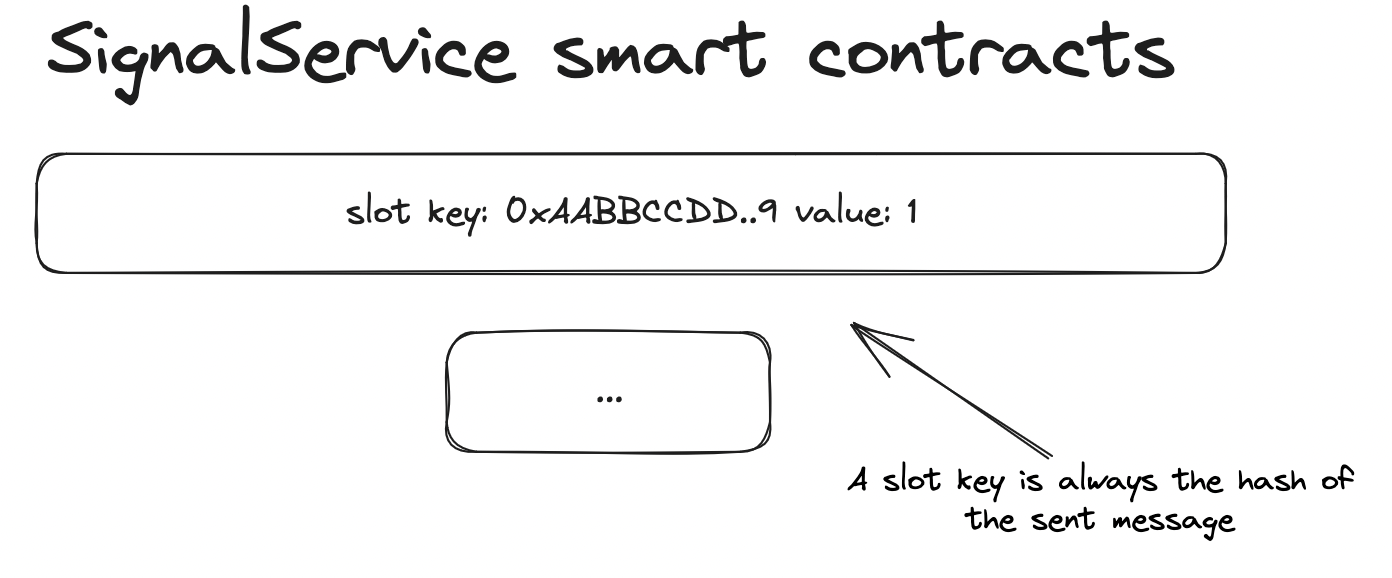 SignalService smart contracts
slot key: 0xAABBCCDD..9 value: 1
...
A slot key is always the hash of
the sent message